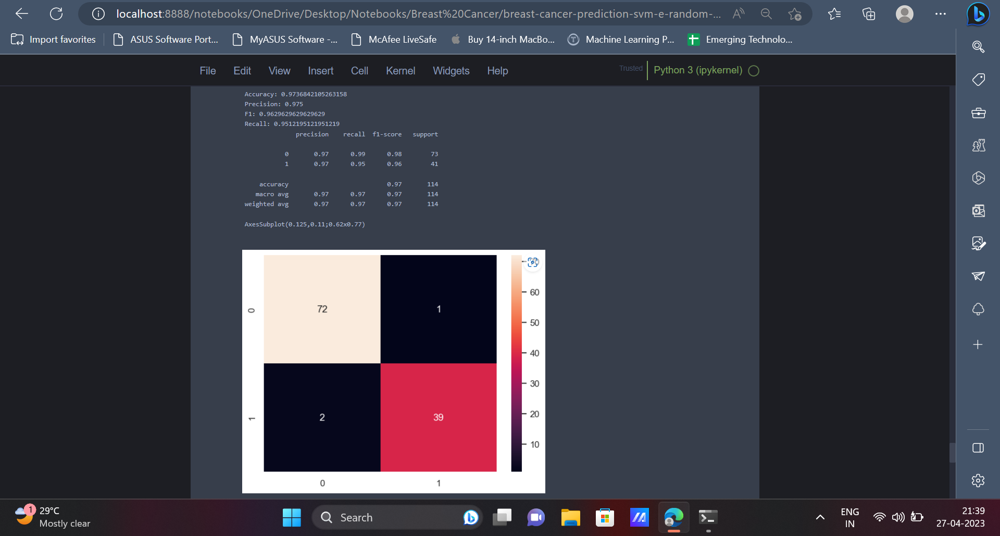 localhost:8888/notebooks/OneDrive/Desktop/Notebooks/Breast%20Cancer/breast-cancer-prediction-svm-e-random-...
Import favorites
ASUS Software Port...
MyASUS Software -...
McAfee LiveSafe
Buy 14-inch MacBo...
Machine Learning P...
Emerging Technolo...
File Edit View Insert Cell Kernel Widgets Help
Trusted
Python 3 (ipykernel)
Accuracy: 0.9736842105263158
Precision: 0.975
F1: 0.9629629629629629
Recall: 0.9512195121951219
precision recall f1-score support
0 0.97 0.99 0.98 73
1 0.97 0.95 0.96 41
accuracy 0.97 114
macro avg 0.97 0.97 0.97 114
weighted avg 0.97 0.97 0.97 114
AxesSubplot(0.125,0.11;0.62x0.77)
60
0 72 1
50
40
30
1 2 39
20
10
0 1
1
29°C
Mostly clear
Search
ENG
IN
21:39
27-04-2023